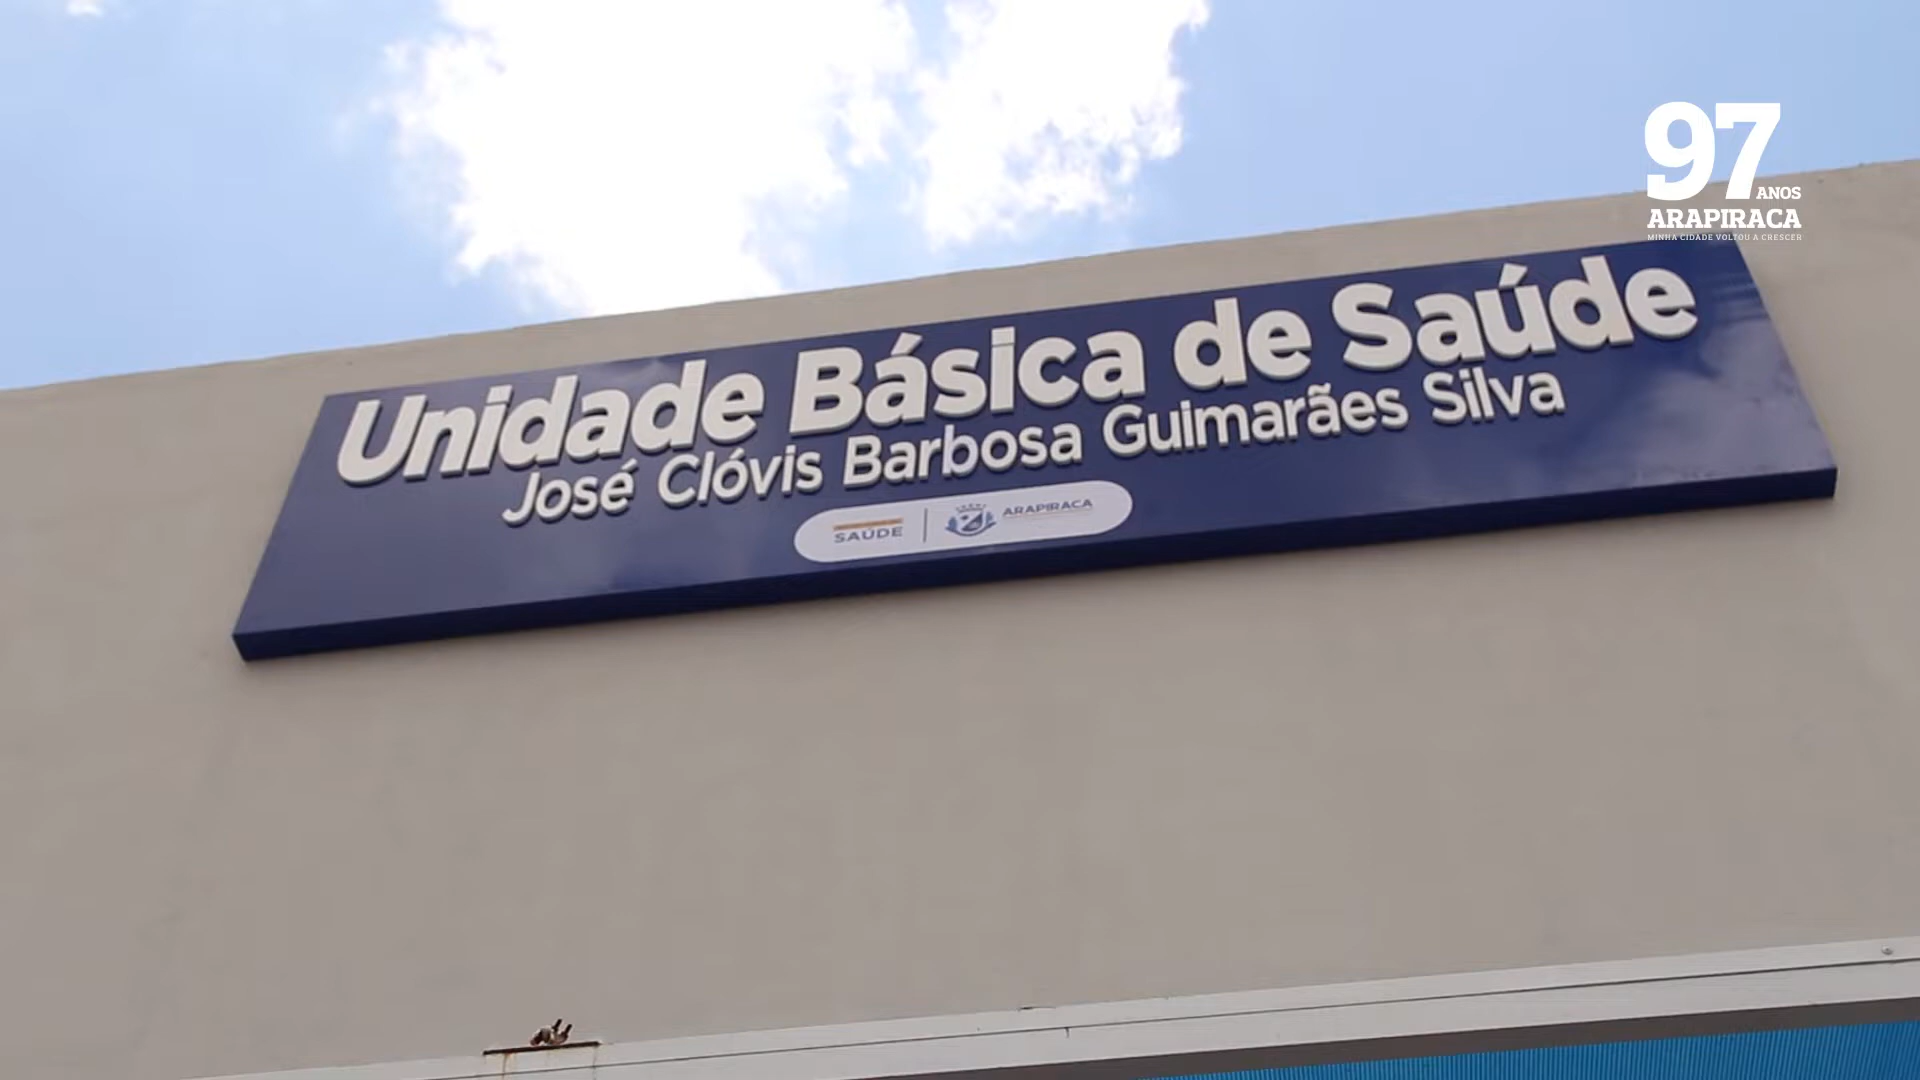 97
ANOS
ARAPIRACA
MINHA CIDADE VOLTOU A CRESCER
Unidade Básica de Saúde
José Clóvis Barbosa Guimarães Silva
SAÚDE
ARAPIRACA